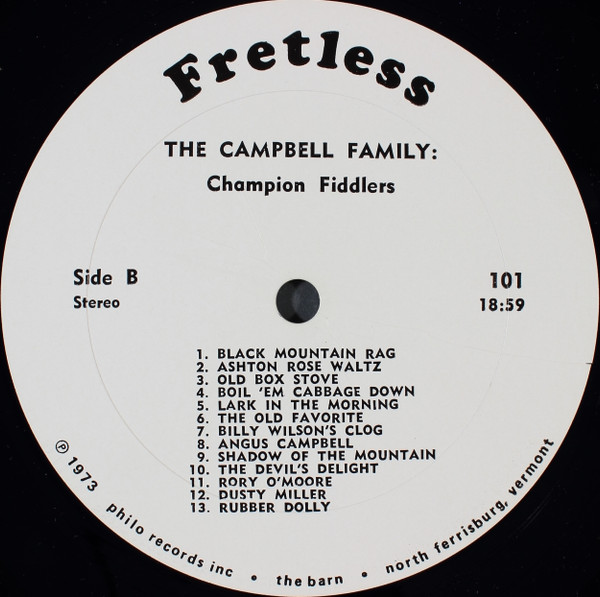 Fretless
THE CAMPBELL FAMILY:
Champion Fiddlers
Side B
Stereo
101
18:59
1. BLACK MOUNTAIN RAG
2. ASHTON ROSE WALTZ
3. OLD BOX STOVE
4. BOIL 'EM CABBAGE DOWN
5. LARK IN THE MORNING
6. THE OLD FAVORITE
7. BILLY WILSON'S CLOG
8. ANGUS CAMPBELL
9. SHADOW OF THE MOUNTAIN
10. THE DEVIL'S DELIGHT
11. RORY O'MOORE
12. DUSTY MILLER
13. RUBBER DOLLY
℗ 1973 philo records inc • the barn • north ferrisburg, vermont